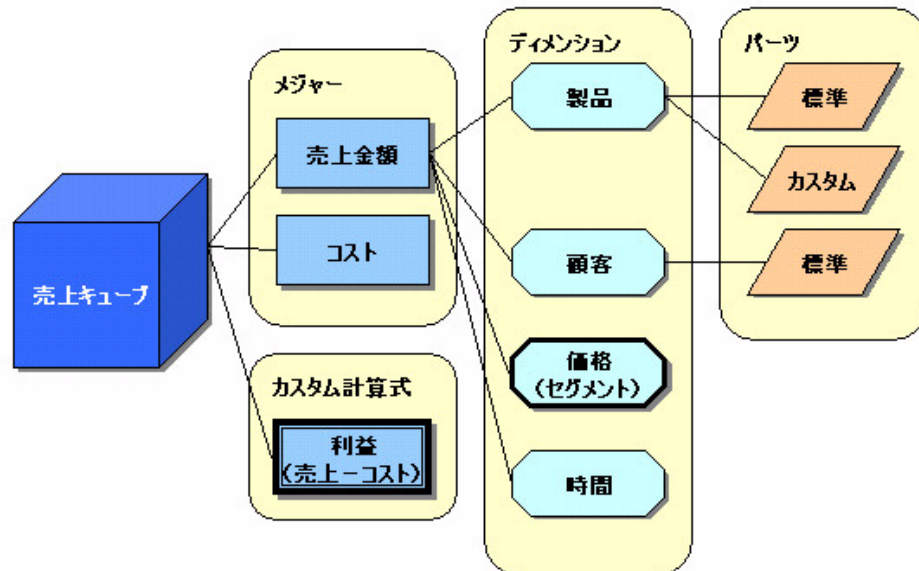 売上キューブ
メジャー
売上金額
コスト
カスタム計算式
利益
(売上－コスト)
ディメンション
製品
顧客
価格
(セグメント)
時間
パーツ
標準
カスタム
標準